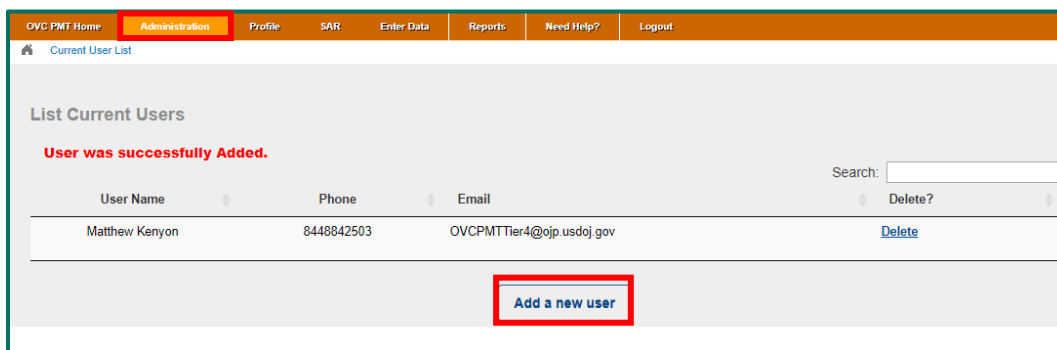 OVC PMT Home Administration Profile SAR Enter Data Reports Need Help? Logout
Current User List
List Current Users
User was successfully Added.
Search:
User Name Phone Email Delete?
Matthew Kenyon 8448842503 OVCPMTTier4@ojp.usdoj.gov Delete
Add a new user